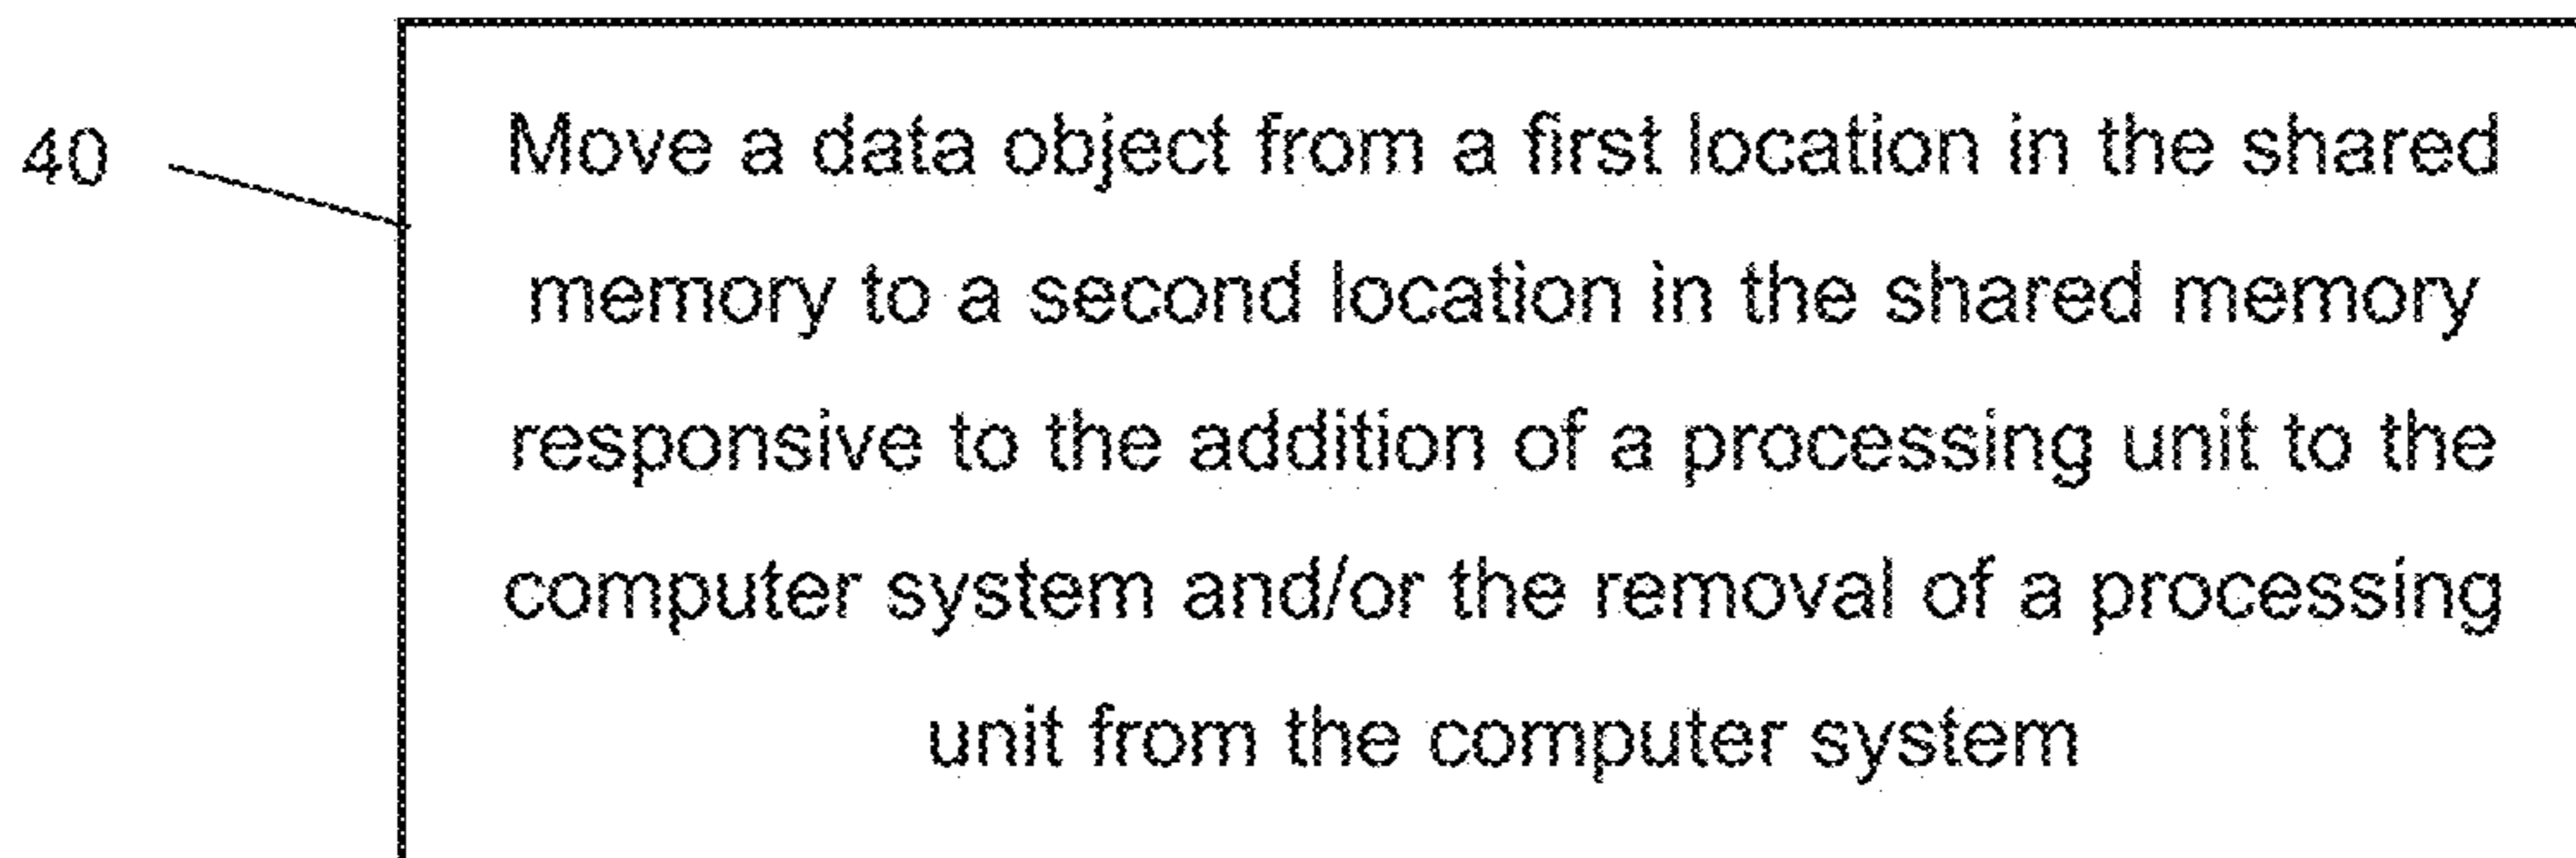 40
Move a data object from a first location in the shared
memory to a second location in the shared memory
responsive to the addition of a processing unit to the
computer system and/or the removal of a processing
unit from the computer system